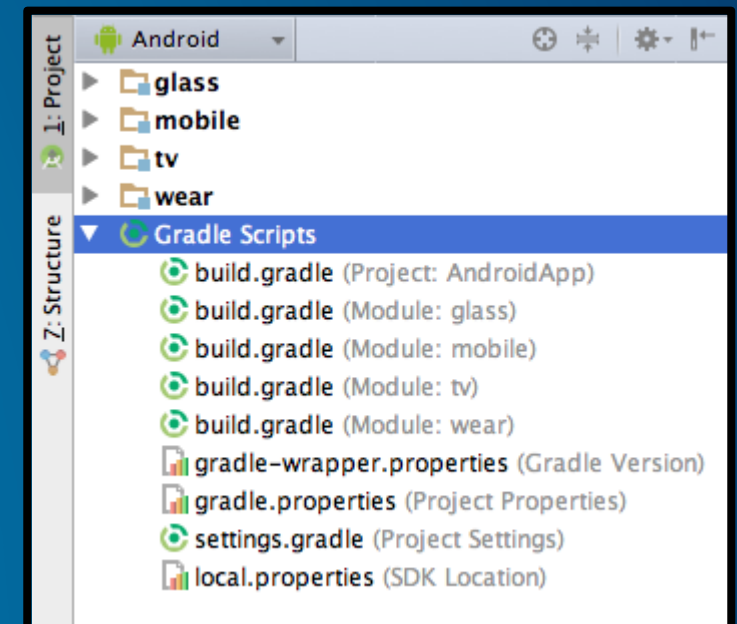 Android
1: Project
7: Structure
glass
mobile
tv
wear
Gradle Scripts
build.gradle (Project: AndroidApp)
build.gradle (Module: glass)
build.gradle (Module: mobile)
build.gradle (Module: tv)
build.gradle (Module: wear)
gradle-wrapper.properties (Gradle Version)
gradle.properties (Project Properties)
settings.gradle (Project Settings)
local.properties (SDK Location)